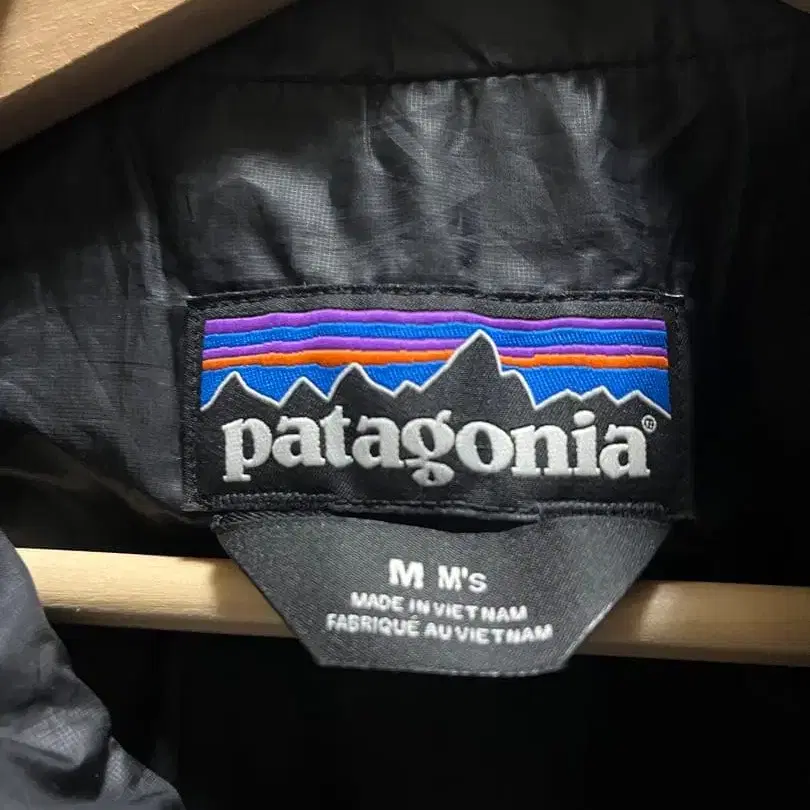 patagonia®
M M's
MADE IN VIETNAM
FABRIQUÉ AU VIETNAM